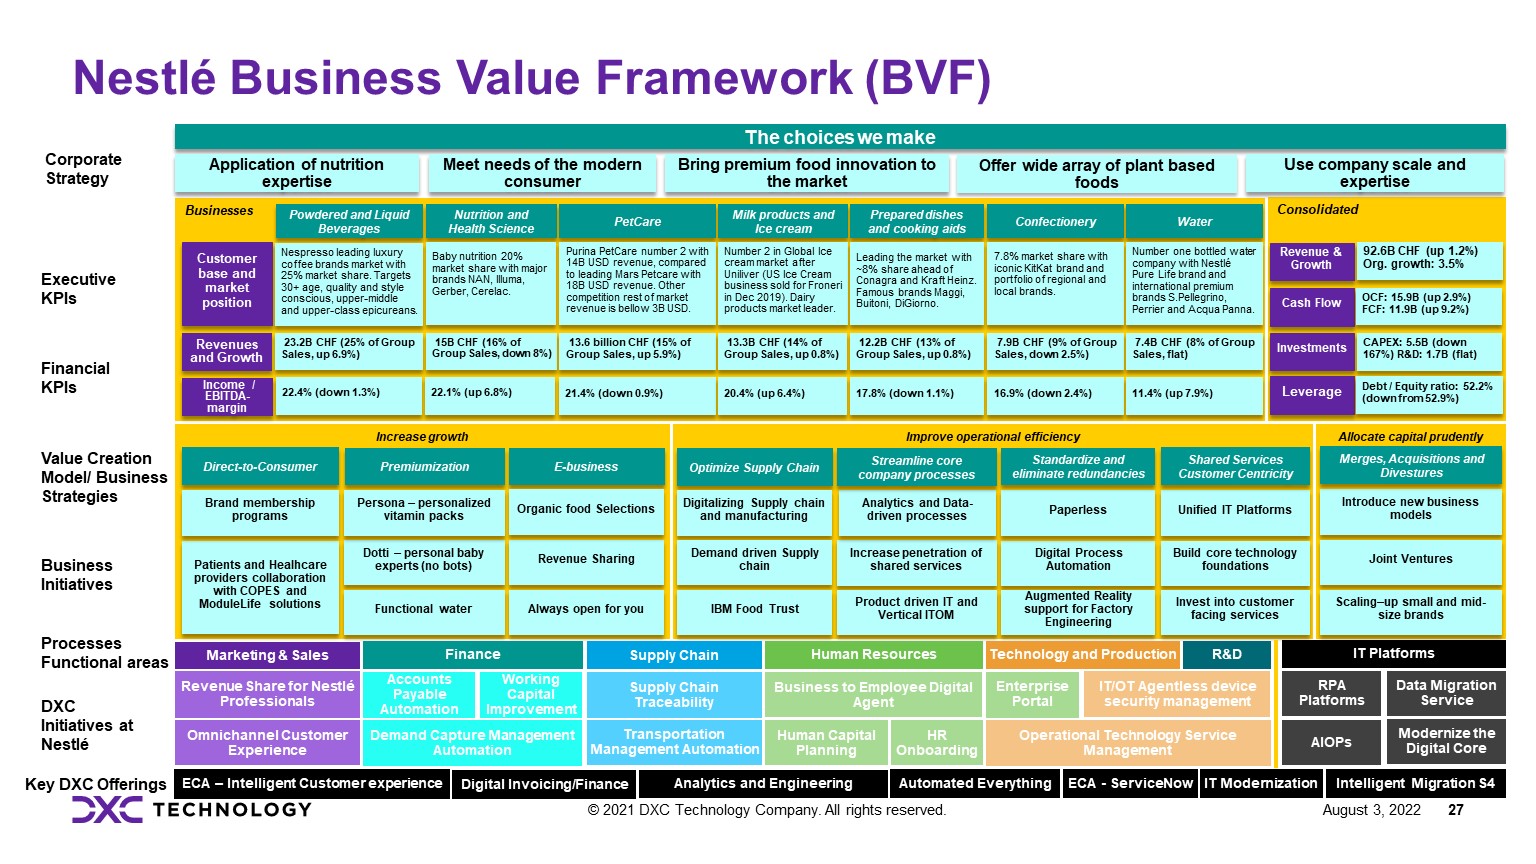 Nestlé Business Value Framework (BVF)
The choices we make
Corporate
Strategy
Application of nutrition
expertise
Meet needs of the modern
consumer
Bring premium food innovation to
the market
Offer wide array of plant based
foods
Use company scale and
expertise
Businesses
Powdered and Liquid
Beverages
Nutrition and
Health Science
PetCare
Milk products and
Ice cream
Prepared dishes
and cooking aids
Confectionery
Water
Consolidated
Executive
KPIs
Customer
base and
market
position
Nespresso leading luxury
coffee brands market with
25% market share. Targets
30+ age, quality and style
conscious, upper-middle
and upper-class epicureans.
Baby nutrition 20%
market share with major
brands NAN, Illuma,
Gerber, Cerelac.
Purina PetCare number 2 with
14B USD revenue, compared
to leading Mars Petcare with
18B USD revenue. Other
competition rest of market
revenue is bellow 3B USD.
Number 2 in Global Ice
cream market after
Uniliver (US Ice Cream
business sold for Froneri
in Dec 2019). Dairy
products market leader.
Leading the market with
~8% share ahead of
Conagra and Kraft Heinz.
Famous brands Maggi,
Buitoni, DiGiorno.
7.8% market share with
iconic KitKat brand and
portfolio of regional and
local brands.
Number one bottled water
company with Nestlé
Pure Life brand and
international premium
brands S.Pellegrino,
Perrier and Acqua Panna.
Revenue &
Growth
92.6B CHF (up 1.2%)
Org. growth: 3.5%
Cash Flow
OCF: 15.9B (up 2.9%)
FCF: 11.9B (up 9.2%)
Financial
KPIs
Revenues
and Growth
23.2B CHF (25% of Group
Sales, up 6.9%)
15B CHF (16% of
Group Sales, down 8%)
13.6 billion CHF (15% of
Group Sales, up 5.9%)
13.3B CHF (14% of
Group Sales, up 0.8%)
12.2B CHF (13% of
Group Sales, up 0.8%)
7.9B CHF (9% of Group
Sales, down 2.5%)
7.4B CHF (8% of Group
Sales, flat)
Investments
CAPEX: 5.5B (down
167%) R&D: 1.7B (flat)
Income /
EBITDA-
margin
22.4% (down 1.3%)
22.1% (up 6.8%)
21.4% (down 0.9%)
20.4% (up 6.4%)
17.8% (down 1.1%)
16.9% (down 2.4%)
11.4% (up 7.9%)
Leverage
Debt / Equity ratio: 52.2%
(down from 52.9%)
Value Creation
Model/ Business
Strategies
Increase growth
Improve operational efficiency
Allocate capital prudently
Direct-to-Consumer
Premiumization
E-business
Optimize Supply Chain
Streamline core
company processes
Standardize and
eliminate redundancies
Shared Services
Customer Centricity
Merges, Acquisitions and
Divestures
Brand membership
programs
Persona – personalized
vitamin packs
Organic food Selections
Digitalizing Supply chain
and manufacturing
Analytics and Data-
driven processes
Paperless
Unified IT Platforms
Introduce new business
models
Business
Initiatives
Patients and Healhcare
providers collaboration
with COPES and
ModuleLife solutions
Dotti – personal baby
experts (no bots)
Revenue Sharing
Demand driven Supply
chain
Increase penetration of
shared services
Digital Process
Automation
Build core technology
foundations
Joint Ventures
Functional water
Always open for you
IBM Food Trust
Product driven IT and
Vertical ITOM
Augmented Reality
support for Factory
Engineering
Invest into customer
facing services
Scaling–up small and mid-
size brands
Processes
Functional areas
Marketing & Sales
Finance
Supply Chain
Human Resources
Technology and Production
R&D
IT Platforms
DXC
Initiatives at
Nestlé
Revenue Share for Nestlé
Professionals
Accounts
Payable
Automation
Working
Capital
Improvement
Supply Chain
Traceability
Business to Employee Digital
Agent
Enterprise
Portal
IT/OT Agentless device
security management
RPA
Platforms
Data Migration
Service
Omnichannel Customer
Experience
Demand Capture Management
Automation
Transportation
Management Automation
Human Capital
Planning
HR
Onboarding
Operational Technology Service
Management
AIOPs
Modernize the
Digital Core
Key DXC Offerings
ECA – Intelligent Customer experience
Digital Invoicing/Finance
Analytics and Engineering
Automated Everything
ECA - ServiceNow
IT Modernization
Intelligent Migration S4
DXC TECHNOLOGY
© 2021 DXC Technology Company. All rights reserved.
August 3, 2022
27